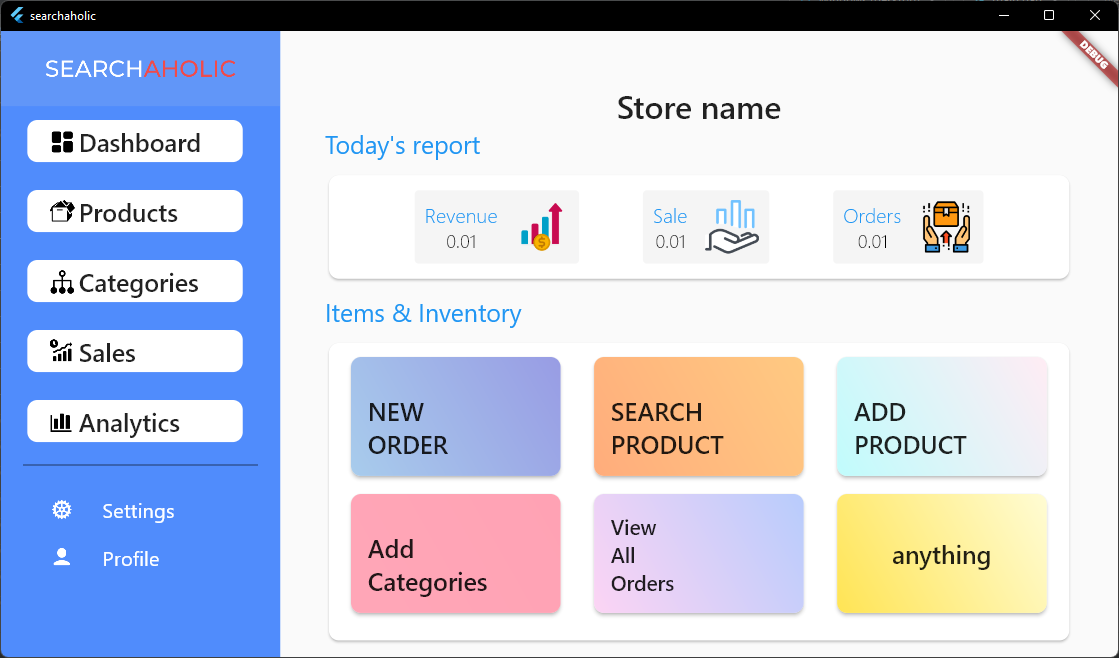 searchaholic
DEBUG
SEARCHAHOLIC
Dashboard
Products
Categories
Sales
Analytics
Settings
Profile
Store name
Today's report
Revenue
0.01
Sale
0.01
Orders
0.01
Items & Inventory
NEW
ORDER
SEARCH
PRODUCT
ADD
PRODUCT
Add
Categories
View
All
Orders
anything